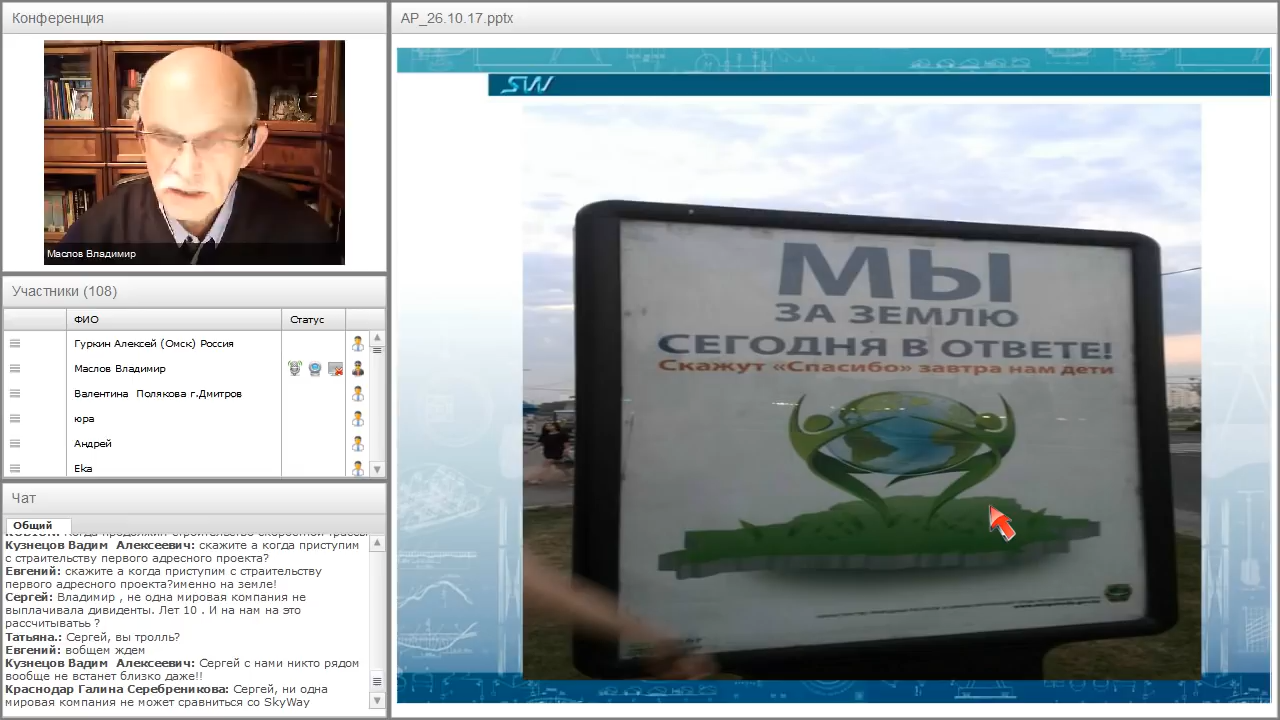 Конференция
Маслов Владимир
Участники (108)
ФИО
Статус
Гуркин Алексей (Омск) Россия
Маслов Владимир
Валентина Полякова г.Дмитров
юра
Андрей
Eka
Чат
Общий
Кузнецов Вадим Алексеевич: скажите а когда приступим
с строительству первого адресного проекта?
Евгений: скажите а когда приступим с строительству
первого адресного проекта?именно на земле!
Сергей: Владимир , не одна мировая компания не
выплачивала дивиденты. Лет 10 . И на нам на это
рассчитыватьь ?
Татьяна.: Сергей, вы тролль?
Евгений: вобщем ждем
Кузнецов Вадим Алексеевич: Сергей с нами никто рядом
вообще не встанет близко даже!!
Краснодар Галина Серебреникова: Сергей, ни одна
мировая компания не может сравниться со SkyWay
AP_26.10.17.pptx
SW
МЫ
ЗА ЗЕМЛЮ
СЕГОДНЯ В ОТВЕТЕ!
Скажут «Спасибо» завтра нам дети